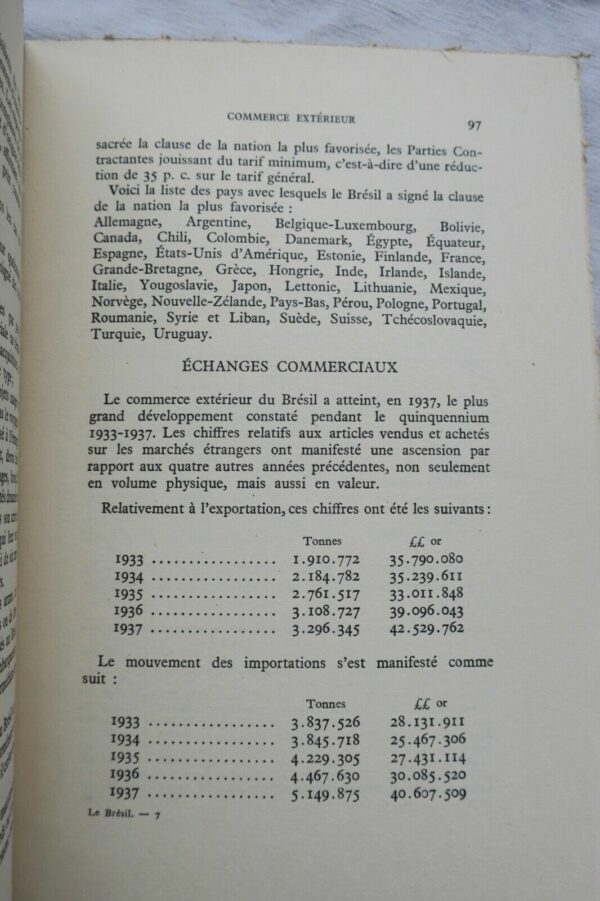 COMMERCE EXTÉRIEUR 97
sacrée la clause de la nation la plus favorisée, les Parties Con-
tractantes jouissant du tarif minimum, c'est-à-dire d'une réduc-
tion de 35 p. c. sur le tarif général.
Voici la liste des pays avec lesquels le Brésil a signé la clause
de la nation la plus favorisée :
Allemagne, Argentine, Belgique-Luxembourg, Bolivie,
Canada, Chili, Colombie, Danemark, Égypte, Équateur,
Espagne, États-Unis d'Amérique, Estonie, Finlande, France,
Grande-Bretagne, Grèce, Hongrie, Inde, Irlande, Islande,
Italie, Yougoslavie, Japon, Lettonie, Lithuanie, Mexique,
Norvège, Nouvelle-Zélande, Pays-Bas, Pérou, Pologne, Portugal,
Roumanie, Syrie et Liban, Suède, Suisse, Tchécoslovaquie,
Turquie, Uruguay.
ÉCHANGES COMMERCIAUX
Le commerce extérieur du Brésil a atteint, en 1937, le plus
grand développement constaté pendant le quinquennium
1933-1937. Les chiffres relatifs aux articles vendus et achetés
sur les marchés étrangers ont manifesté une ascension par
rapport aux quatre autres années précédentes, non seulement
en volume physique, mais aussi en valeur.
Relativement à l'exportation, ces chiffres ont été les suivants :
Tonnes ££ or
1933 ................ 1.910.772 35.790.080
1934 ................ 2.184.782 35.239.611
1935 ................ 2.761.517 33.011.848
1936 ................ 3.108.727 39.096.043
1937 ................ 3.296.345 42.529.762
Le mouvement des importations s'est manifesté comme
suit :
Tonnes ££ or
1933 ................ 3.837.526 28.131.911
1934 ................ 3.845.718 25.467.306
1935 ................ 4.229.305 27.431.114
1936 ................ 4.467.630 30.085.520
1937 ................ 5.149.875 40.607.509
Le Brésil. — 7